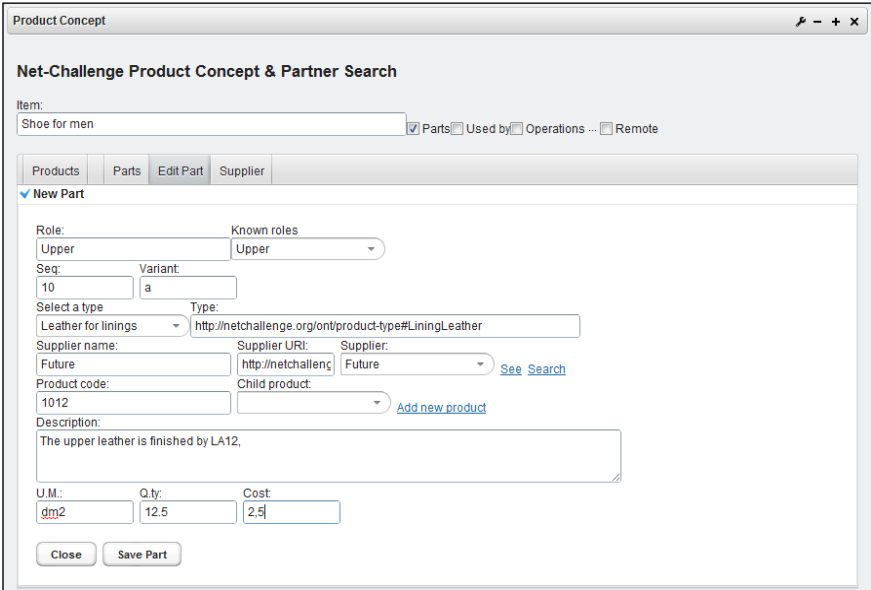 Product Concept
Net-Challenge Product Concept & Partner Search
Item:
Shoe for men
Parts Used by Operations ... Remote
Products Parts Edit Part Supplier
New Part
Role: Known roles
Upper Upper
Seq: Variant:
10 a
Select a type Type:
Leather for linings http://netchallenge.org/ont/product-type#LiningLeather
Supplier name: Supplier URI: Supplier:
Future http://netchalleng Future See Search
Product code: Child product:
1012 Add new product
Description:
The upper leather is finished by LA12,
U.M.: Q.ty: Cost:
dm2 12.5 2,5
Close Save Part